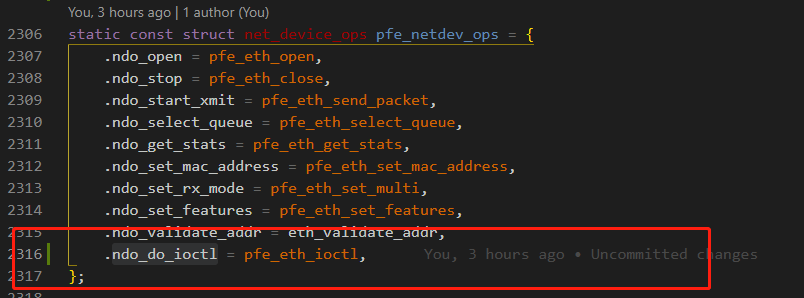 You, 3 hours ago | 1 author (You)
2306 static const struct net_device_ops pfe_netdev_ops = {
2307 .ndo_open = pfe_eth_open,
2308 .ndo_stop = pfe_eth_close,
2309 .ndo_start_xmit = pfe_eth_send_packet,
2310 .ndo_select_queue = pfe_eth_select_queue,
2311 .ndo_get_stats = pfe_eth_get_stats,
2312 .ndo_set_mac_address = pfe_eth_set_mac_address,
2313 .ndo_set_rx_mode = pfe_eth_set_multi,
2314 .ndo_set_features = pfe_eth_set_features,
2315 .ndo_validate_addr = eth_validate_addr,
2316 .ndo_do_ioctl = pfe_eth_ioctl, You, 3 hours ago • Uncommitted changes
2317 };
2318